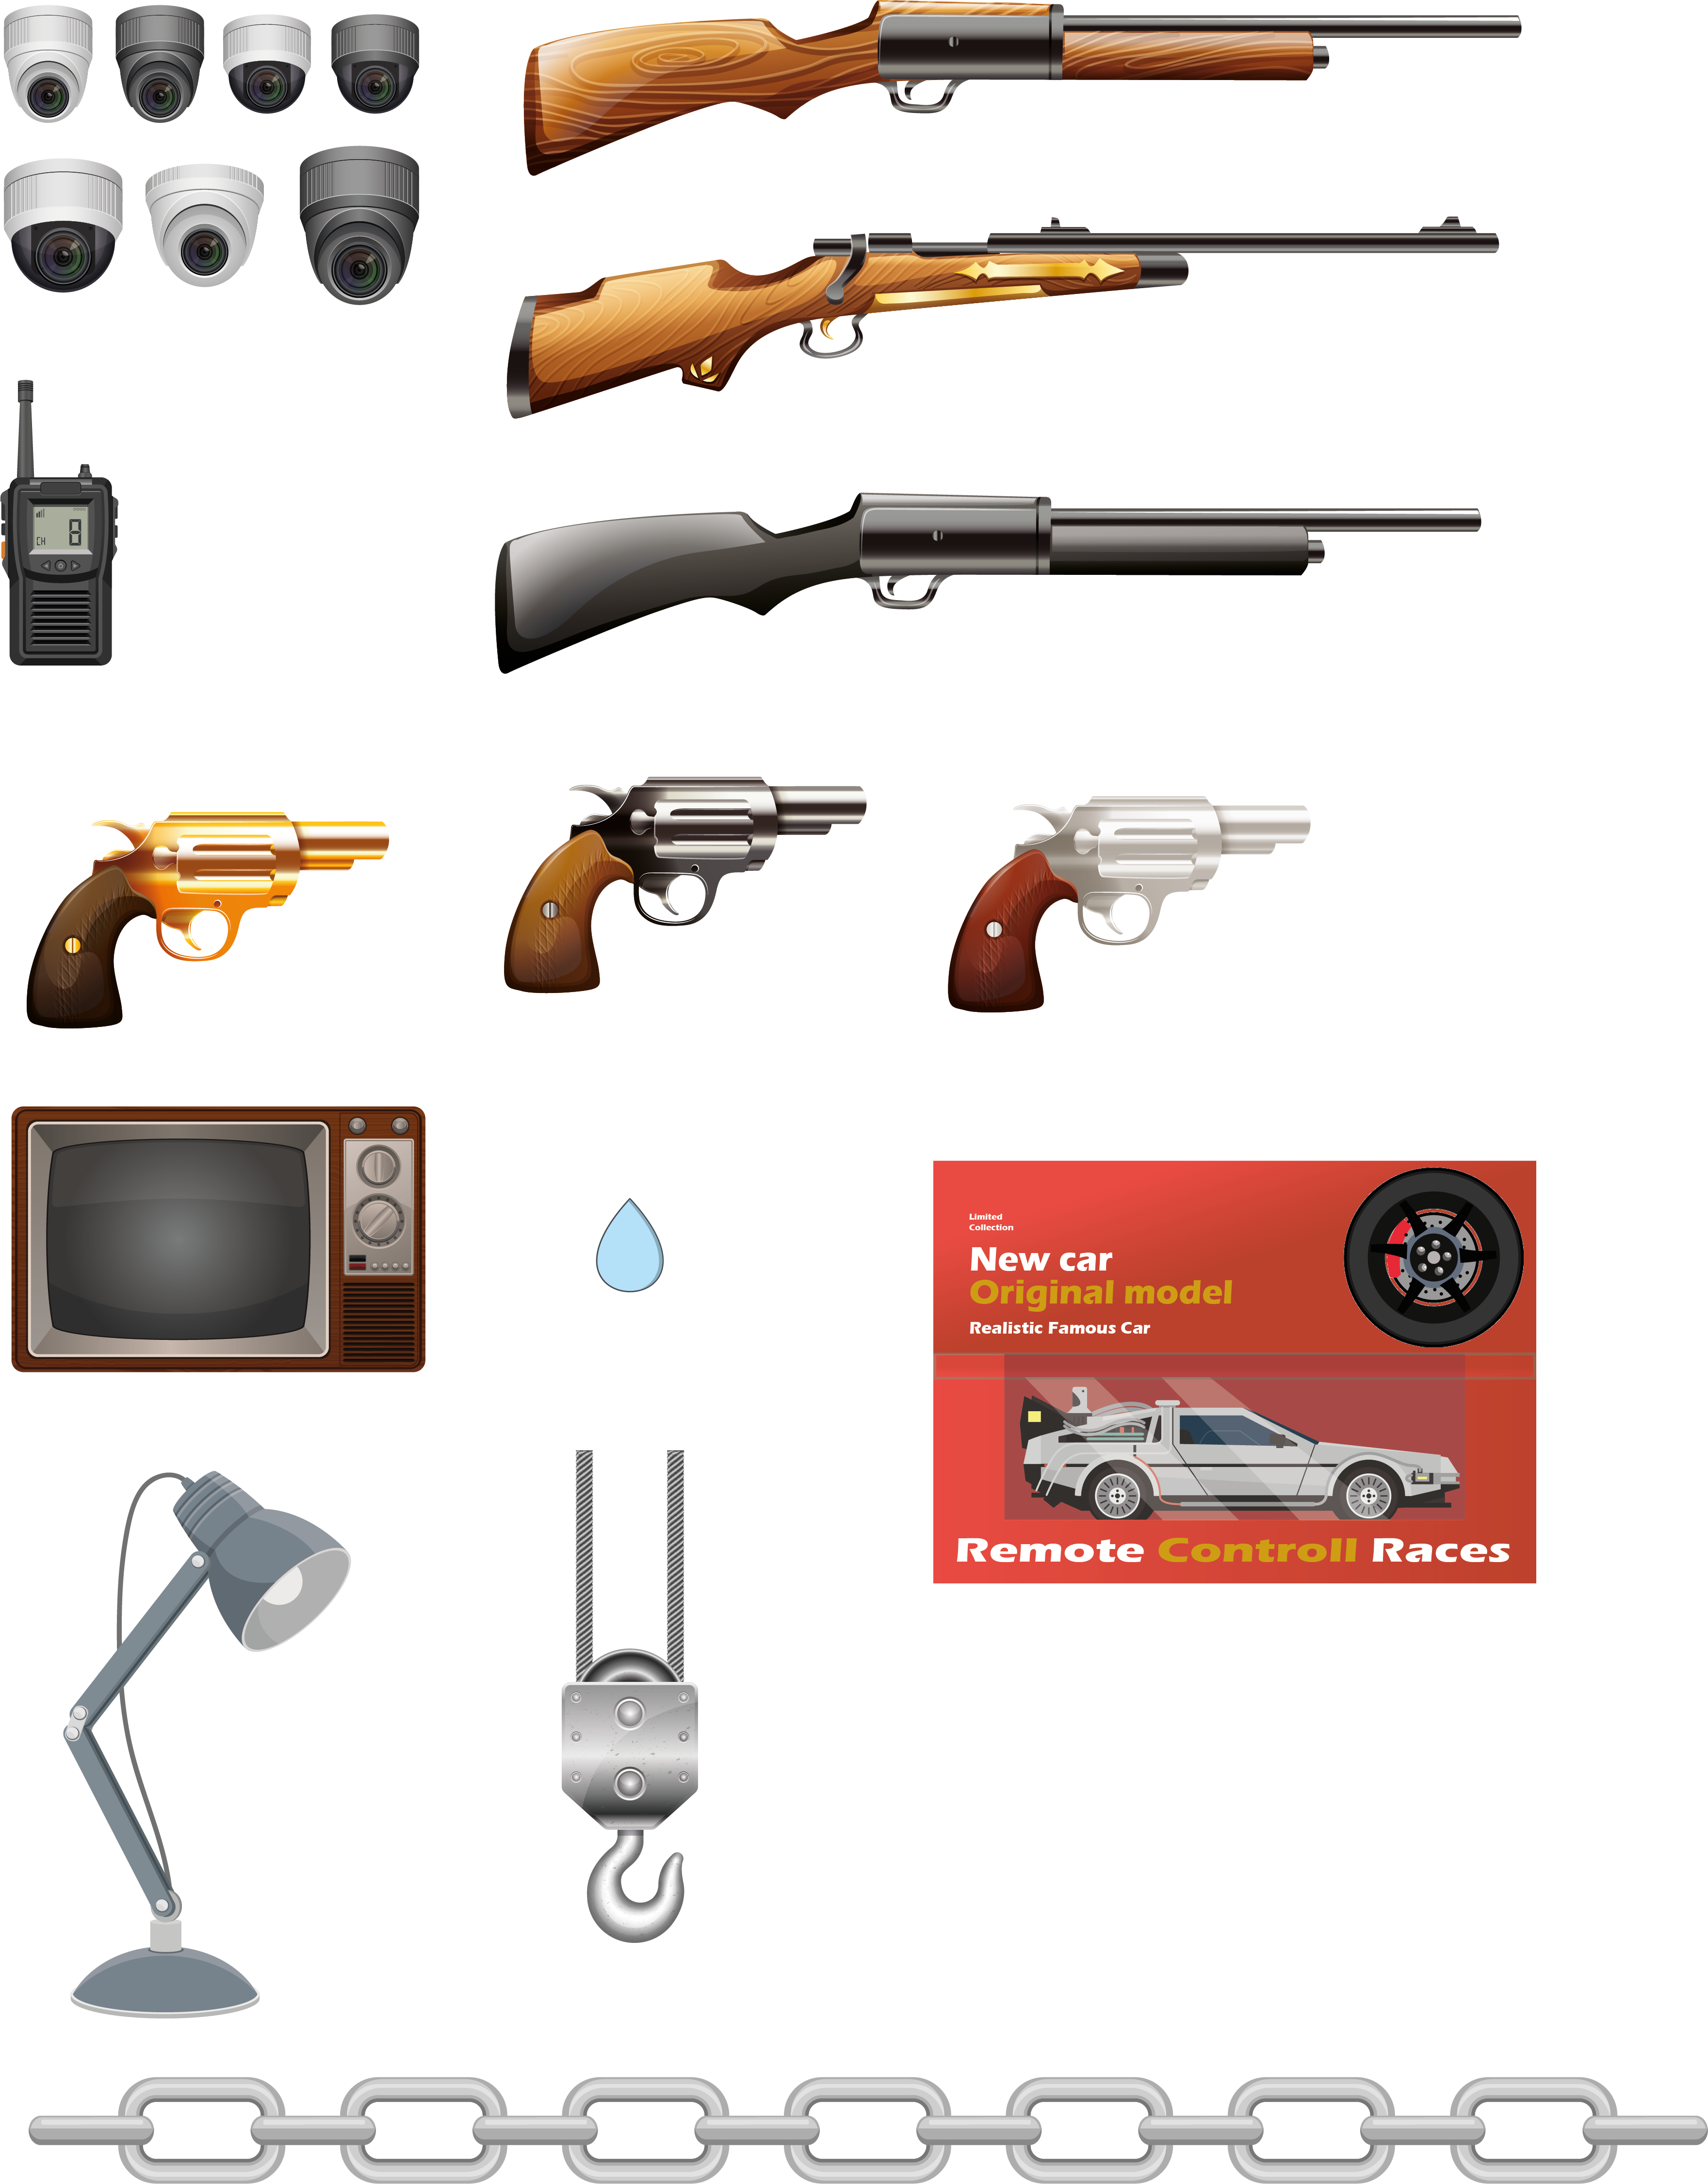 8
CH
Limited
Collection
New car
Original model
Realistic Famous Car
Remote Controll Races